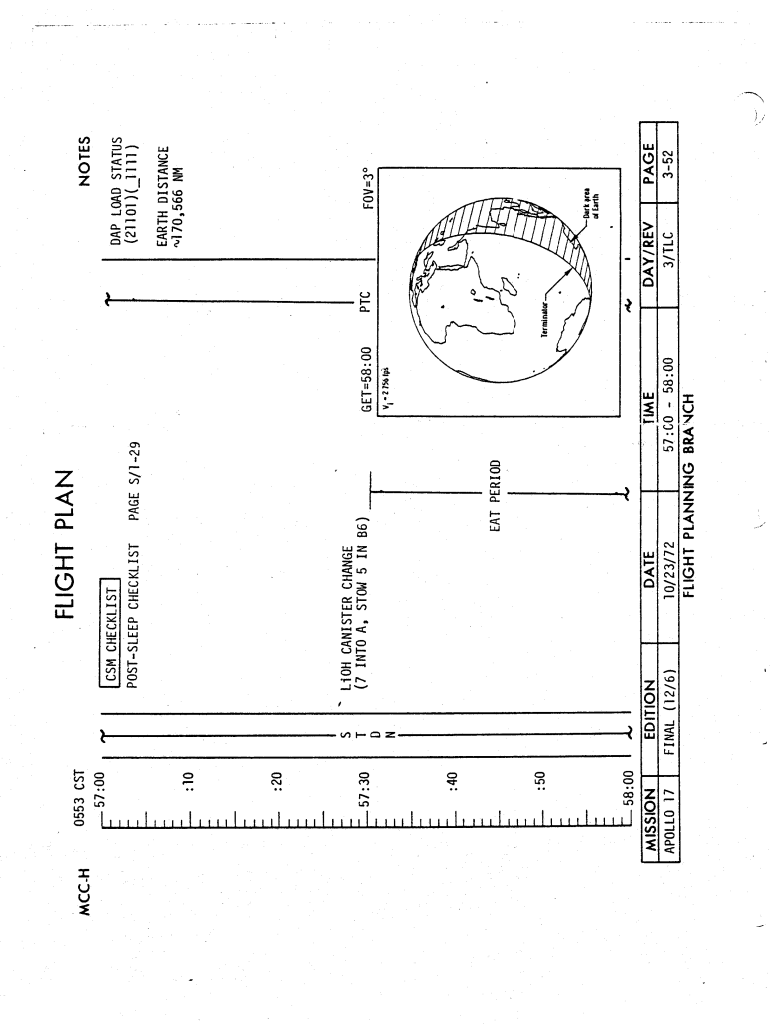 FLIGHT PLAN
MCC-H
0553 CST
NOTES
57:00
:10
:20
57:30
:40
:50
58:00
S
T
D
N
CSM CHECKLIST
POST-SLEEP CHECKLIST PAGE S/1-29
LiOH CANISTER CHANGE
(7 INTO A, STOW 5 IN B6)
EAT PERIOD
PTC
DAP LOAD STATUS
(21101)(_1111)
EARTH DISTANCE
~170,566 NM
GET=58:00
FOV=3°
Vi = 2 756 fps
Terminator
Dark area
of Earth
MISSION EDITION DATE TIME DAY/REV PAGE
APOLLO 17 FINAL (12/6) 10/23/72 57:00 - 58:00 3/TLC 3-52
FLIGHT PLANNING BRANCH